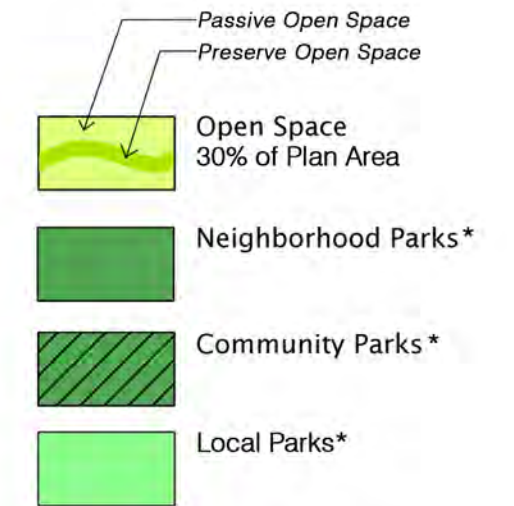 Passive Open Space
Preserve Open Space
Open Space
30% of Plan Area
Neighborhood Parks*
Community Parks*
Local Parks*